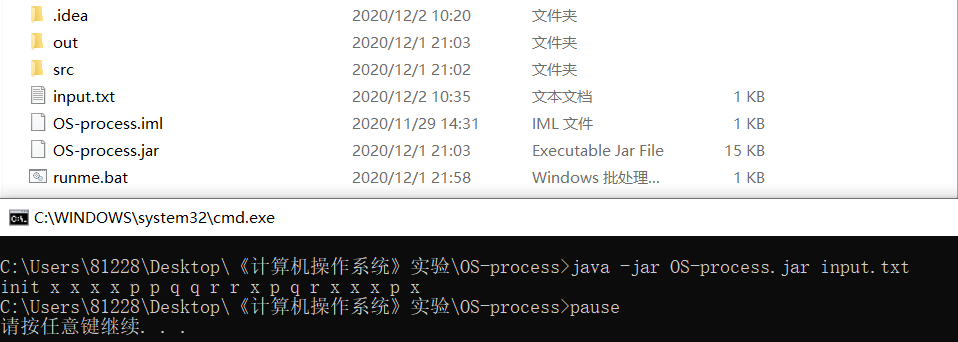 .idea 2020/12/2 10:20 文件夹
out 2020/12/1 21:03 文件夹
src 2020/12/1 21:02 文件夹
input.txt 2020/12/2 10:35 文本文档 1 KB
OS-process.iml 2020/11/29 14:31 IML 文件 1 KB
OS-process.jar 2020/12/1 21:03 Executable Jar File 15 KB
runme.bat 2020/12/1 21:58 Windows 批处理... 1 KB
C:\WINDOWS\system32\cmd.exe
C:\Users\81228\Desktop\《计算机操作系统》实验\OS-process>java -jar OS-process.jar input.txt
init x x x x p p q q r r x p q r x x x p x
C:\Users\81228\Desktop\《计算机操作系统》实验\OS-process>pause
请按任意键继续. . .